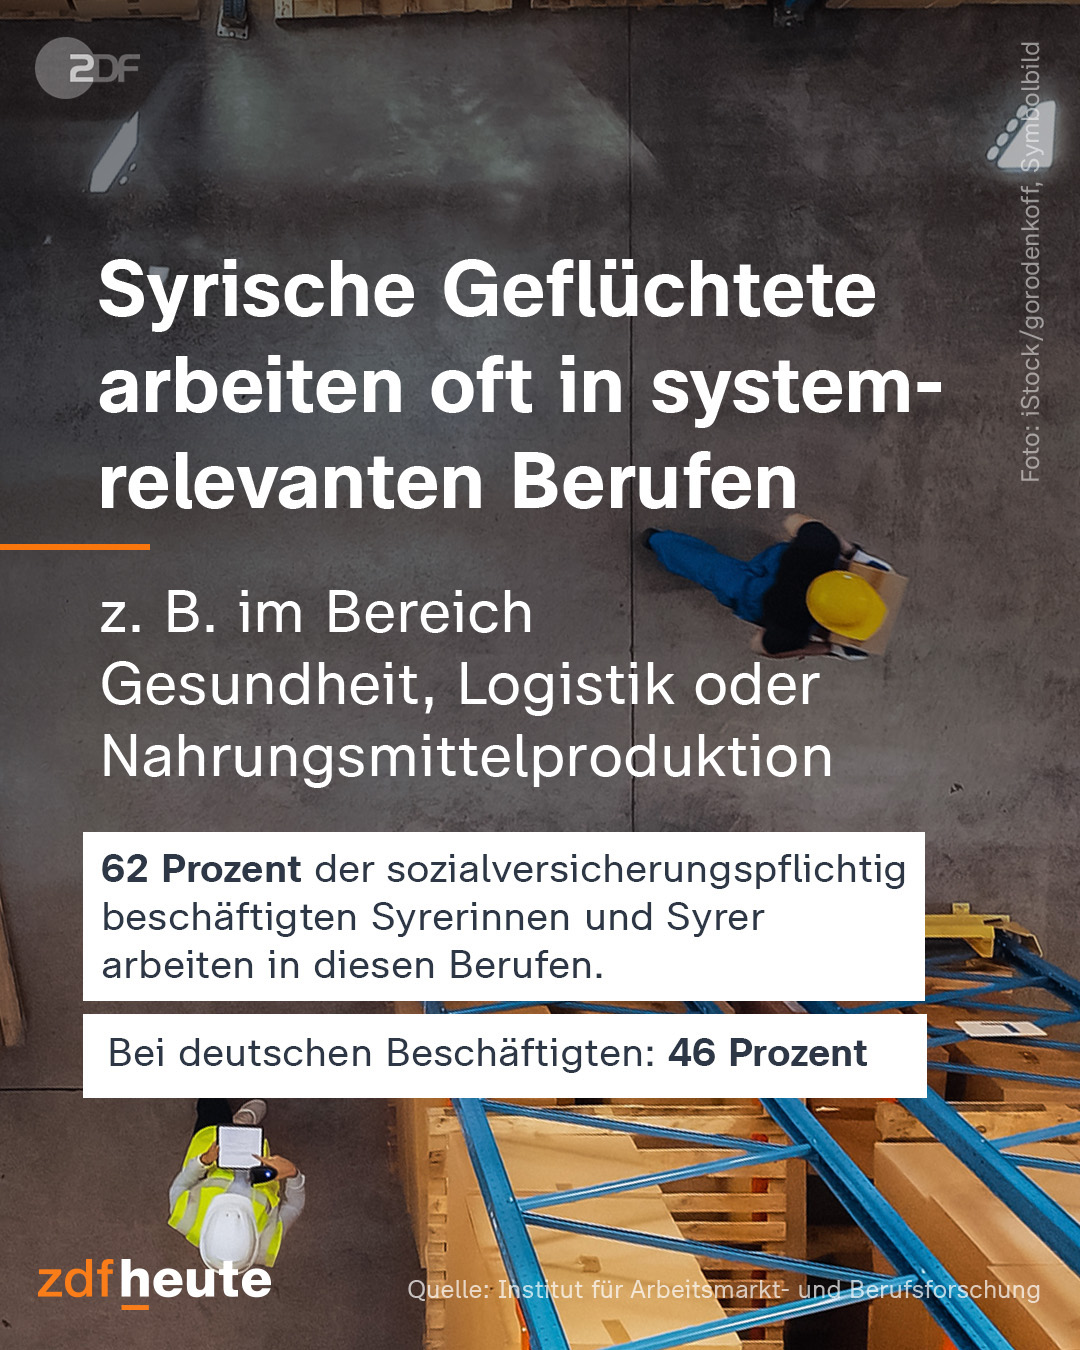 ZDF
Foto: iStock/gorodenkoff, Symbolbild
Syrische Geflüchtete
arbeiten oft in system-
relevanten Berufen
z. B. im Bereich
Gesundheit, Logistik oder
Nahrungsmittelproduktion
62 Prozent der sozialversicherungspflichtig
beschäftigten Syrerinnen und Syrer
arbeiten in diesen Berufen.
Bei deutschen Beschäftigten: 46 Prozent
zdfheute
Quelle: Institut für Arbeitsmarkt- und Berufsforschung